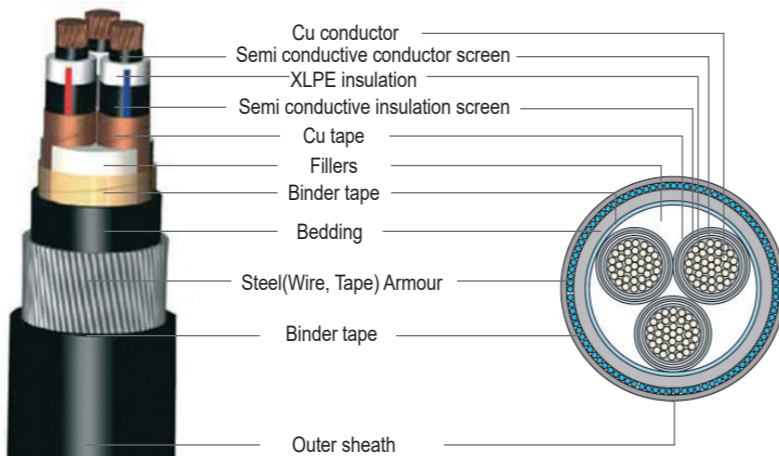 Cu conductor
Semi conductive conductor screen
XLPE insulation
Semi conductive insulation screen
Cu tape
Fillers
Binder tape
Bedding
Steel(Wire, Tape) Armour
Binder tape
Outer sheath